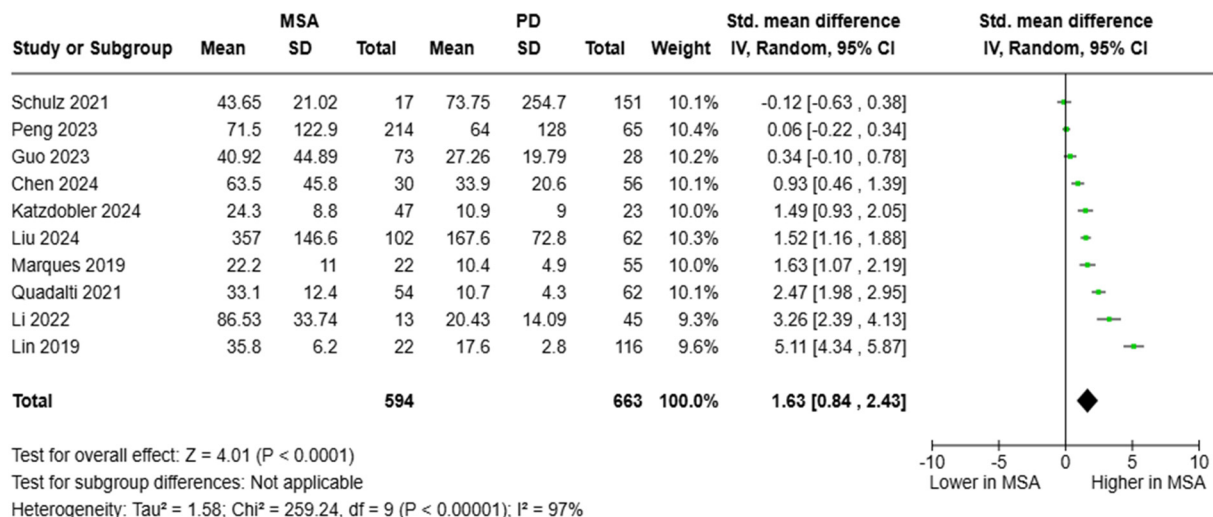 MSA PD Std. mean difference Std. mean difference
Study or Subgroup Mean SD Total Mean SD Total Weight IV, Random, 95% CI IV, Random, 95% CI
Schulz 2021 43.65 21.02 17 73.75 254.7 151 10.1% -0.12 [-0.63 , 0.38]
Peng 2023 71.5 122.9 214 64 128 65 10.4% 0.06 [-0.22 , 0.34]
Guo 2023 40.92 44.89 73 27.26 19.79 28 10.2% 0.34 [-0.10 , 0.78]
Chen 2024 63.5 45.8 30 33.9 20.6 56 10.1% 0.93 [0.46 , 1.39]
Katzdobler 2024 24.3 8.8 47 10.9 9 23 10.0% 1.49 [0.93 , 2.05]
Liu 2024 357 146.6 102 167.6 72.8 62 10.3% 1.52 [1.16 , 1.88]
Marques 2019 22.2 11 22 10.4 4.9 55 10.0% 1.63 [1.07 , 2.19]
Quadalti 2021 33.1 12.4 54 10.7 4.3 62 10.1% 2.47 [1.98 , 2.95]
Li 2022 86.53 33.74 13 20.43 14.09 45 9.3% 3.26 [2.39 , 4.13]
Lin 2019 35.8 6.2 22 17.6 2.8 116 9.6% 5.11 [4.34 , 5.87]
Total 594 663 100.0% 1.63 [0.84 , 2.43]
Test for overall effect: Z = 4.01 (P < 0.0001)
-10 -5 0 5 10
Test for subgroup differences: Not applicable
Lower in MSA Higher in MSA
Heterogeneity: Tau² = 1.58; Chi² = 259.24, df = 9 (P < 0.00001); I² = 97%